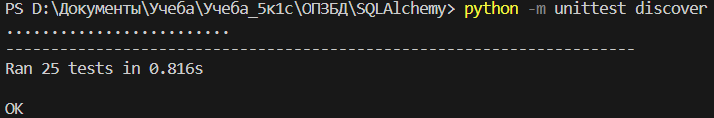 PS D:\Документы\Учеба\Учеба_5к1с\ОПЗБД\SQLAlchemy> python -m unittest discover
.........................
----------------------------------------------------------------------
Ran 25 tests in 0.816s
OK